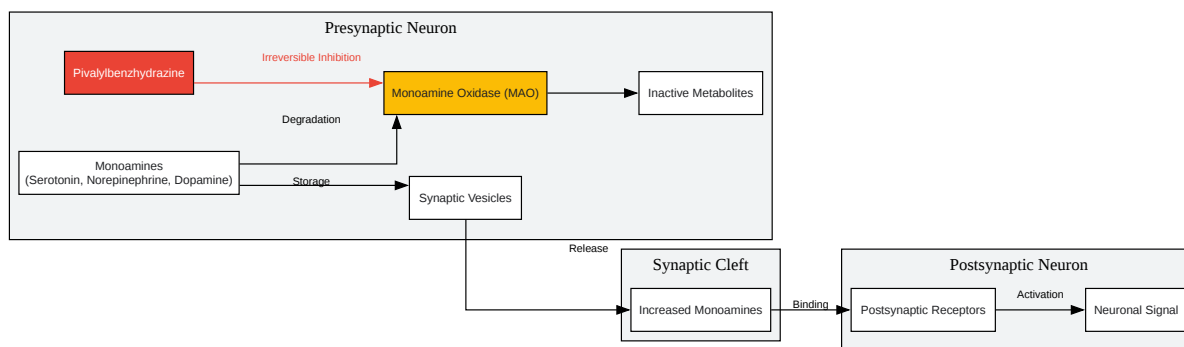 Presynaptic Neuron
Pivalylbenzhydrazine
Irreversible Inhibition
Monoamine Oxidase (MAO)
Inactive Metabolites
Degradation
Monoamines
(Serotonin, Norepinephrine, Dopamine)
Storage
Synaptic Vesicles
Release
Synaptic Cleft
Increased Monoamines
Binding
Postsynaptic Neuron
Postsynaptic Receptors
Activation
Neuronal Signal